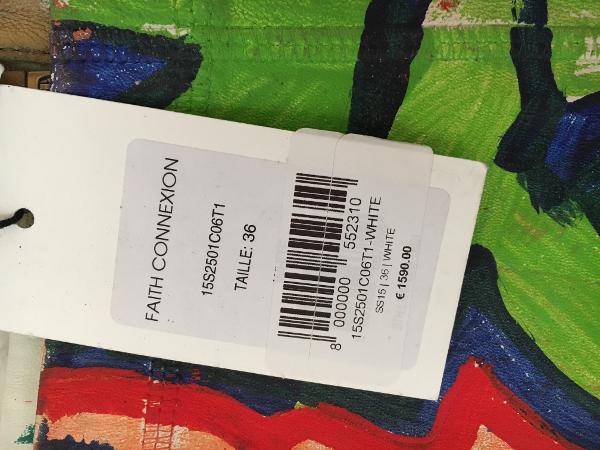 FAITH CONNEXION
15S2501C06T1
TAILLE: 36
8 000000 552310
15S2501C06T1-WHITE
SS15 | 36 | WHITE
€ 1590.00